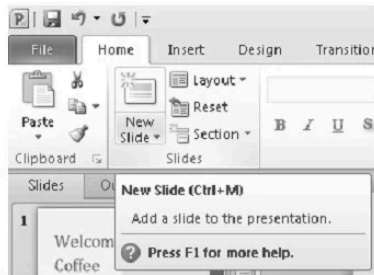 File Home Insert Design Transition
Layout
Reset
Section
Paste
New
Slide
B I U S
Clipboard Slides
Slides
New Slide (Ctrl+M)
Add a slide to the presentation.
Press F1 for more help.
1
Welcom
Coffee